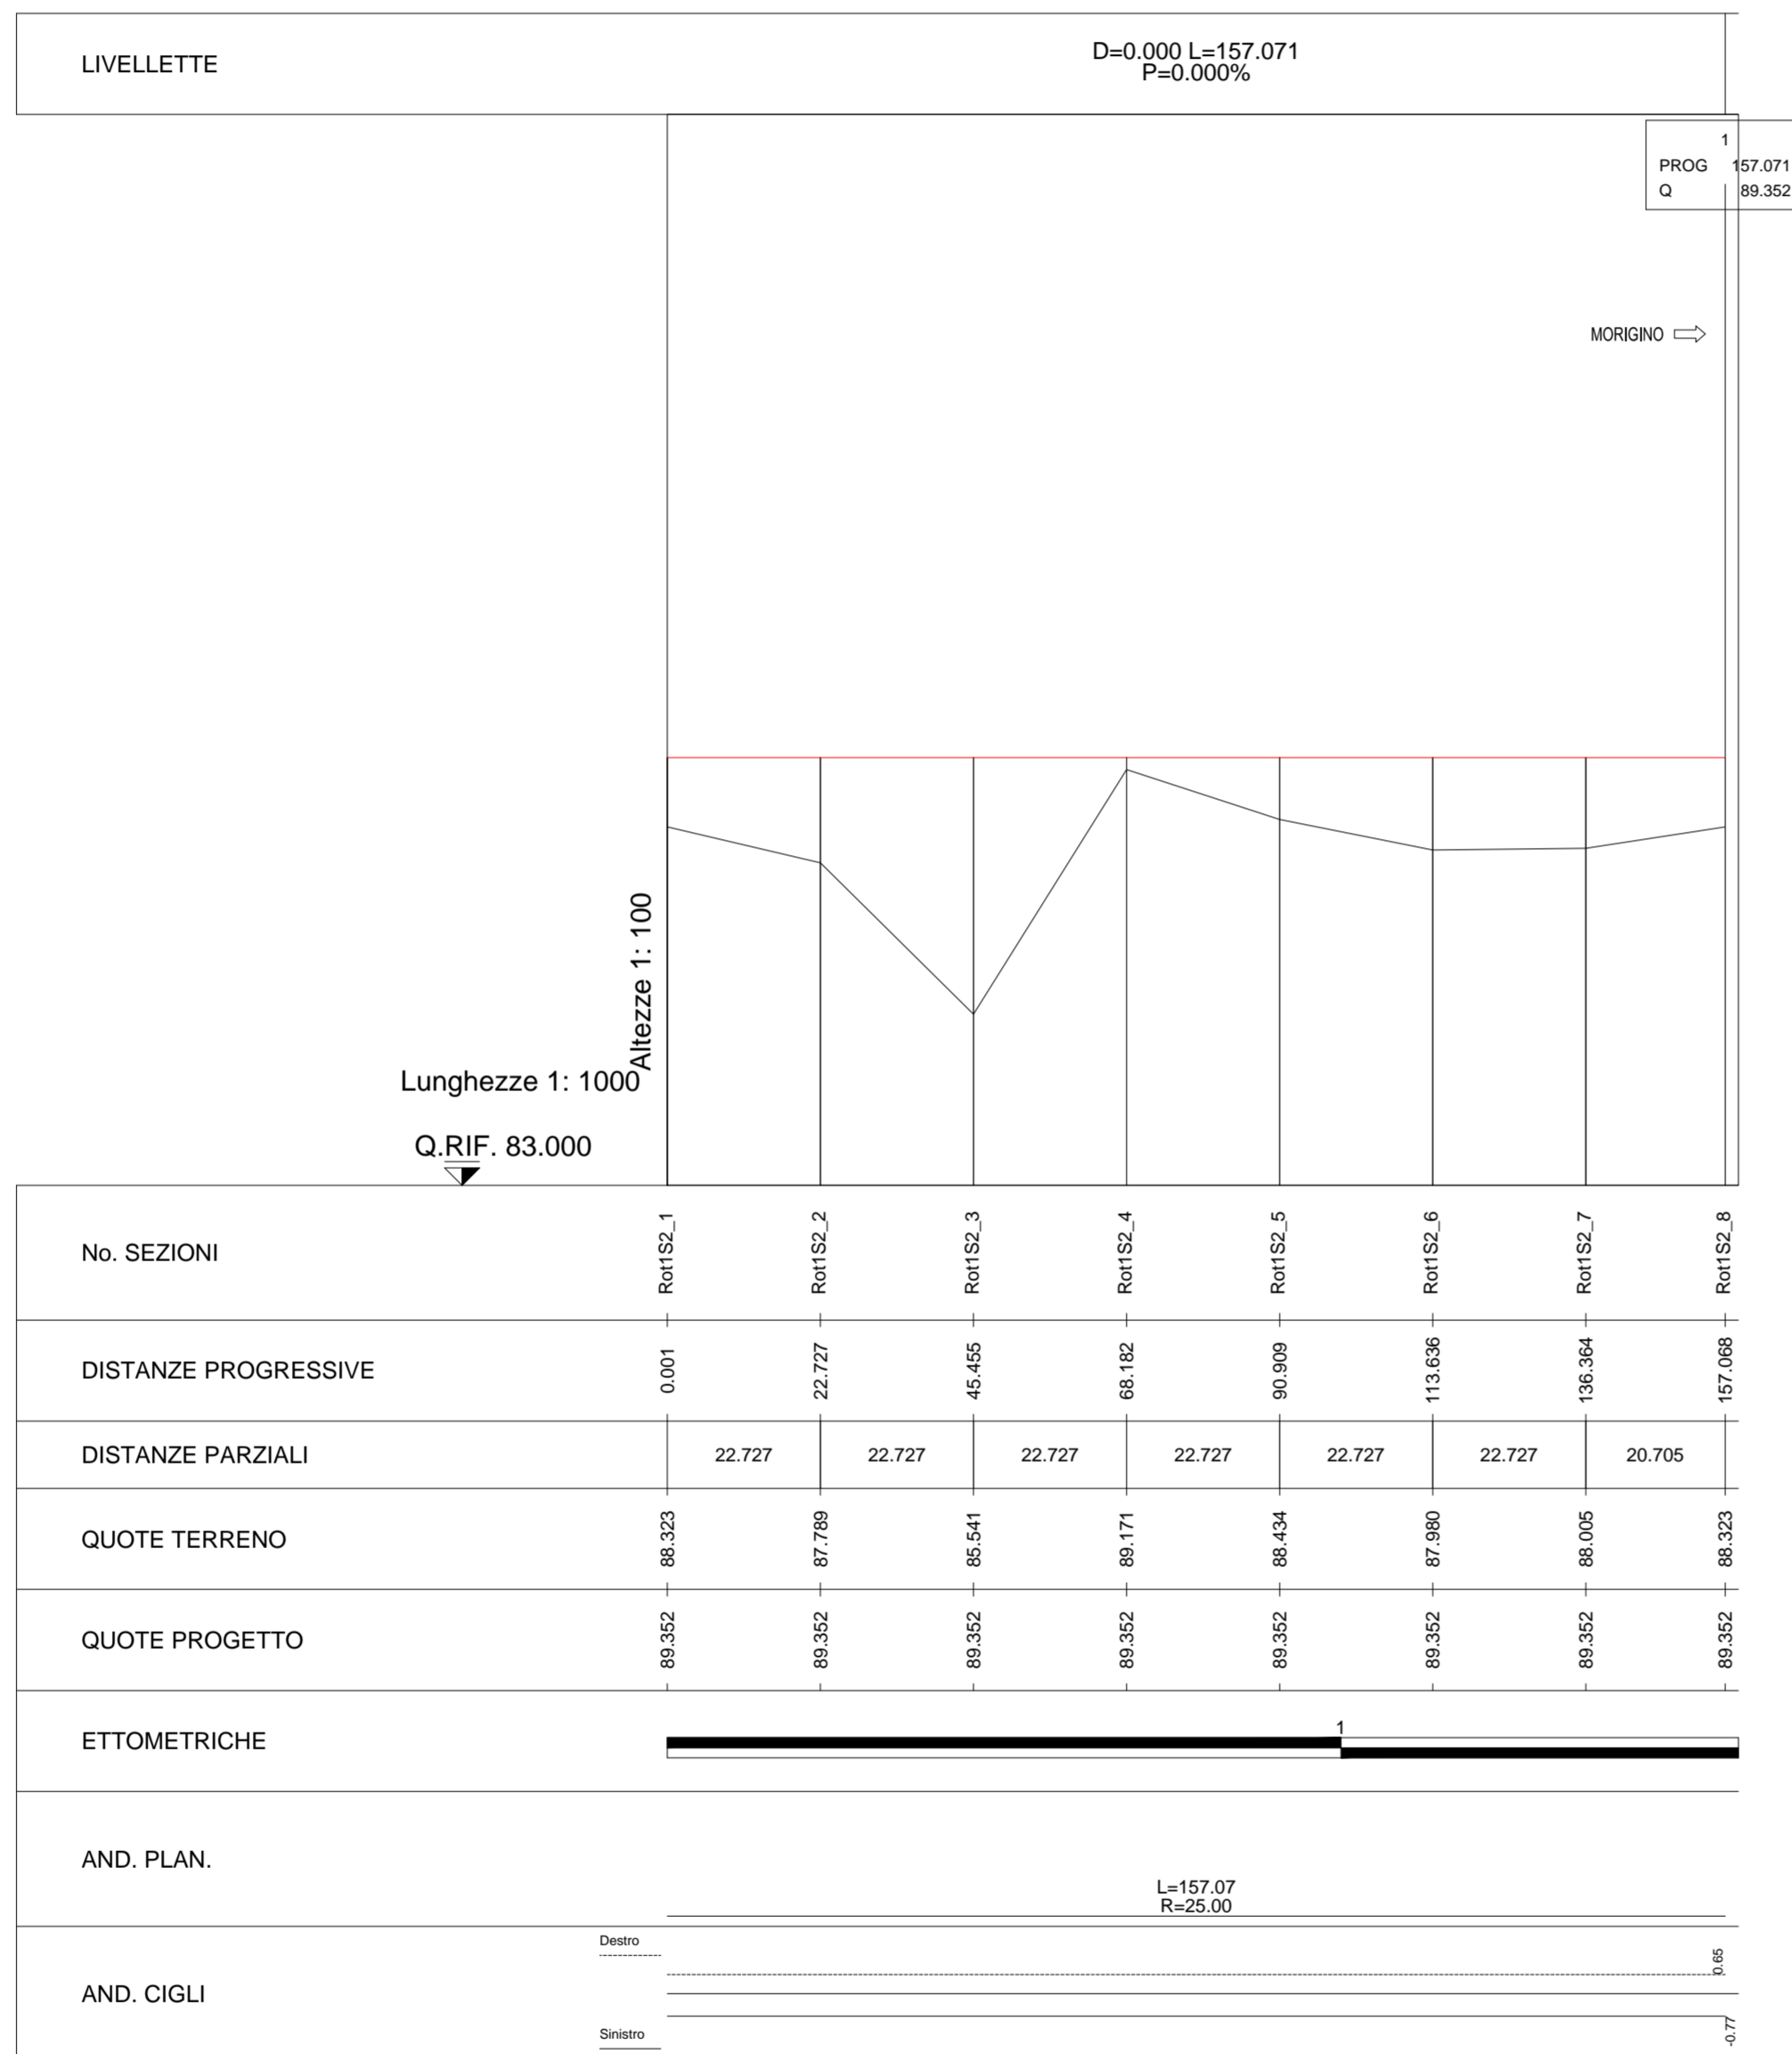 LIVELLETTE
D=0.000 L=157.071
P=0.000%
1
PROG 157.071
Q 89.352
MORIGINO
Altezze 1: 100
Lunghezze 1: 1000
Q.RIF. 83.000
No. SEZIONI
Rot1S2_1 Rot1S2_2 Rot1S2_3 Rot1S2_4 Rot1S2_5 Rot1S2_6 Rot1S2_7 Rot1S2_8
DISTANZE PROGRESSIVE
0.001 22.727 45.455 68.182 90.909 113.636 136.364 157.068
DISTANZE PARZIALI
22.727 22.727 22.727 22.727 22.727 22.727 20.705
QUOTE TERRENO
88.323 87.789 85.541 89.171 88.434 87.980 88.005 88.323
QUOTE PROGETTO
89.352 89.352 89.352 89.352 89.352 89.352 89.352 89.352
ETTOMETRICHE
1
AND. PLAN.
L=157.07
R=25.00
AND. CIGLI
Destro
0.65
Sinistro
-0.77